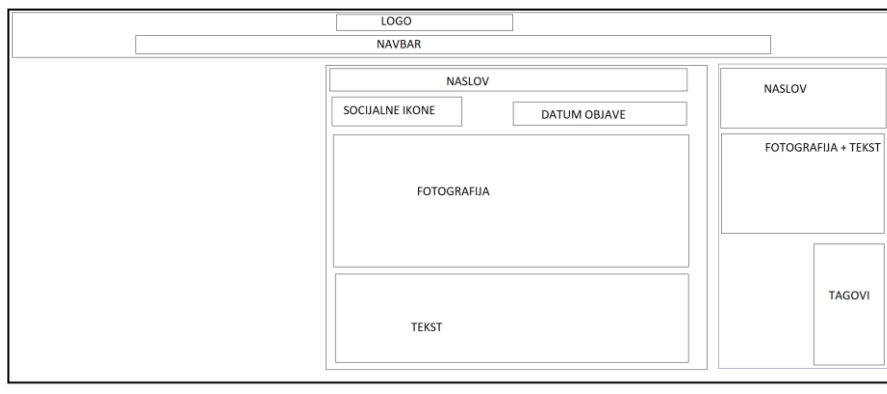 LOGO
NAVBAR
NASLOV
SOCIJALNE IKONE
DATUM OBJAVE
FOTOGRAFIJA
TEKST
NASLOV
FOTOGRAFIJA + TEKST
TAGOVI